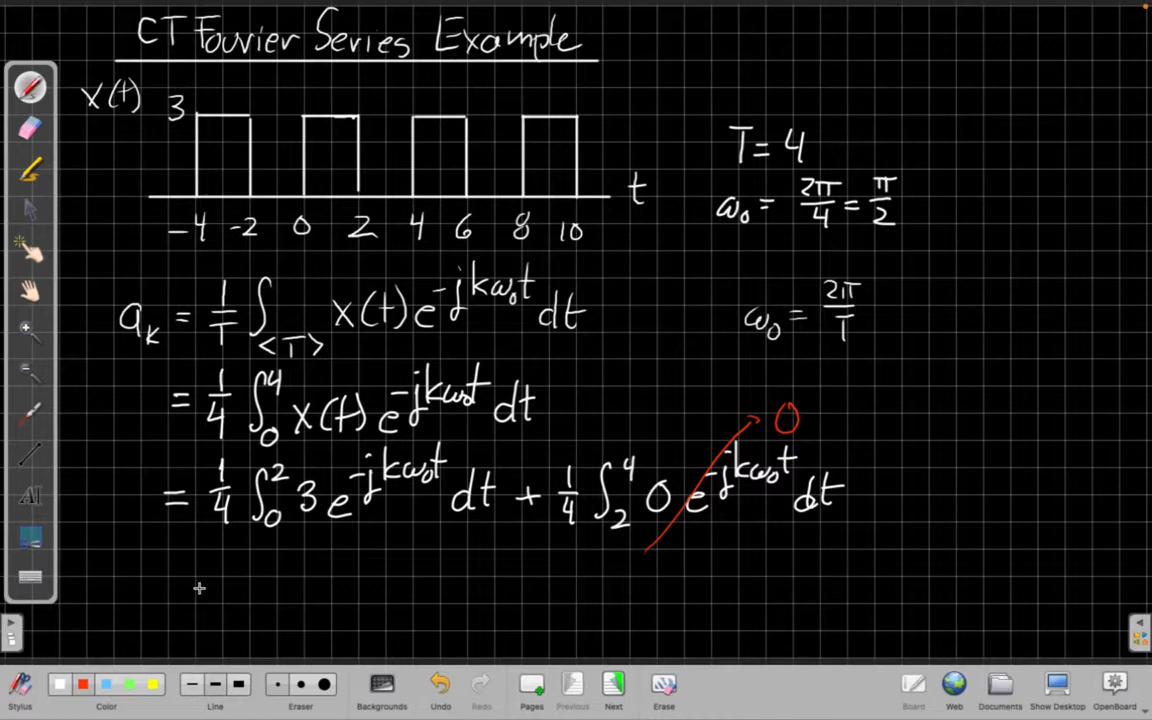 CT Fourier Series Example
x(t)
3
t
-4 -2 0 2 4 6 8 10
T = 4
ω₀ = 2π/4 = π/2
ω₀ = 2π/T
aₖ = 1/T ∫<T> x(t) e^{-jkω₀t} dt
= 1/4 ∫₀⁴ x(t) e^{-jkω₀t} dt
= 1/4 ∫₀² 3 e^{-jkω₀t} dt + 1/4 ∫₂⁴ 0 e^{-jkω₀t} dt
0
Stylus Color Line Eraser Backgrounds Undo Redo Pages Previous Next Erase Board Web Documents Show Desktop OpenBoard